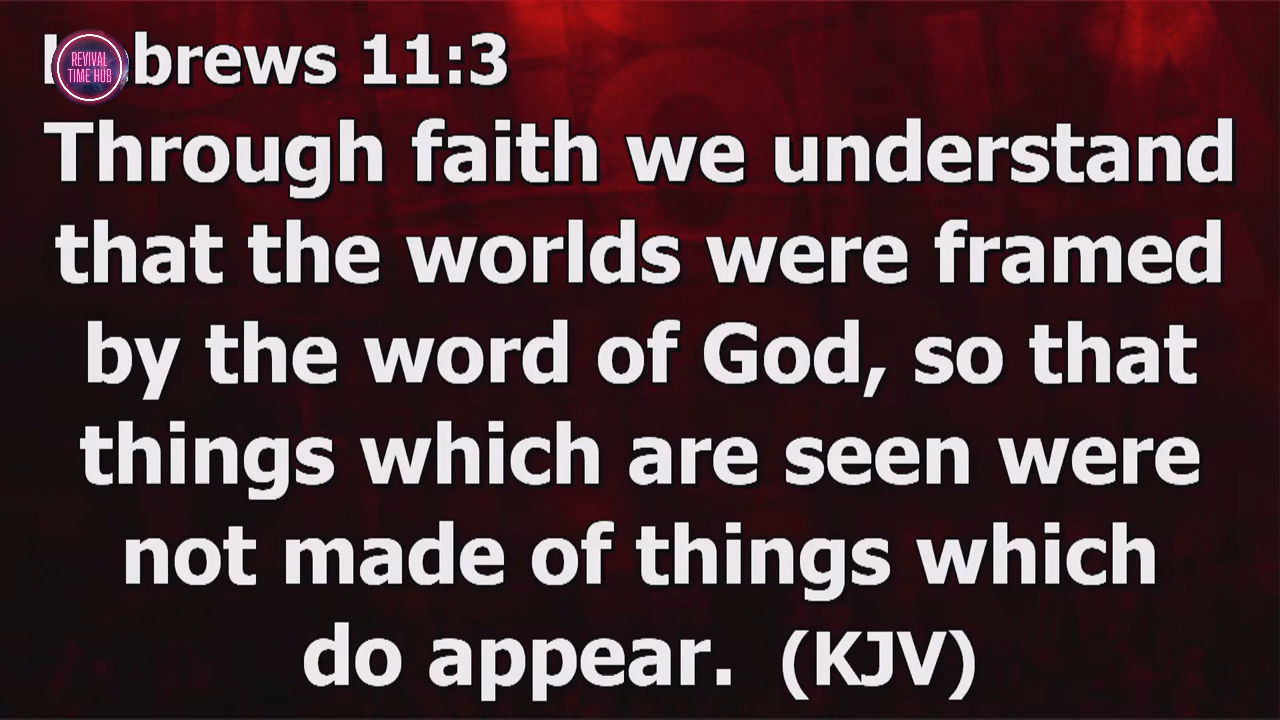 brews 11:3
REVIVAL
TIME HUB
Through faith we understand
that the worlds were framed
by the word of God, so that
things which are seen were
not made of things which
do appear. (KJV)